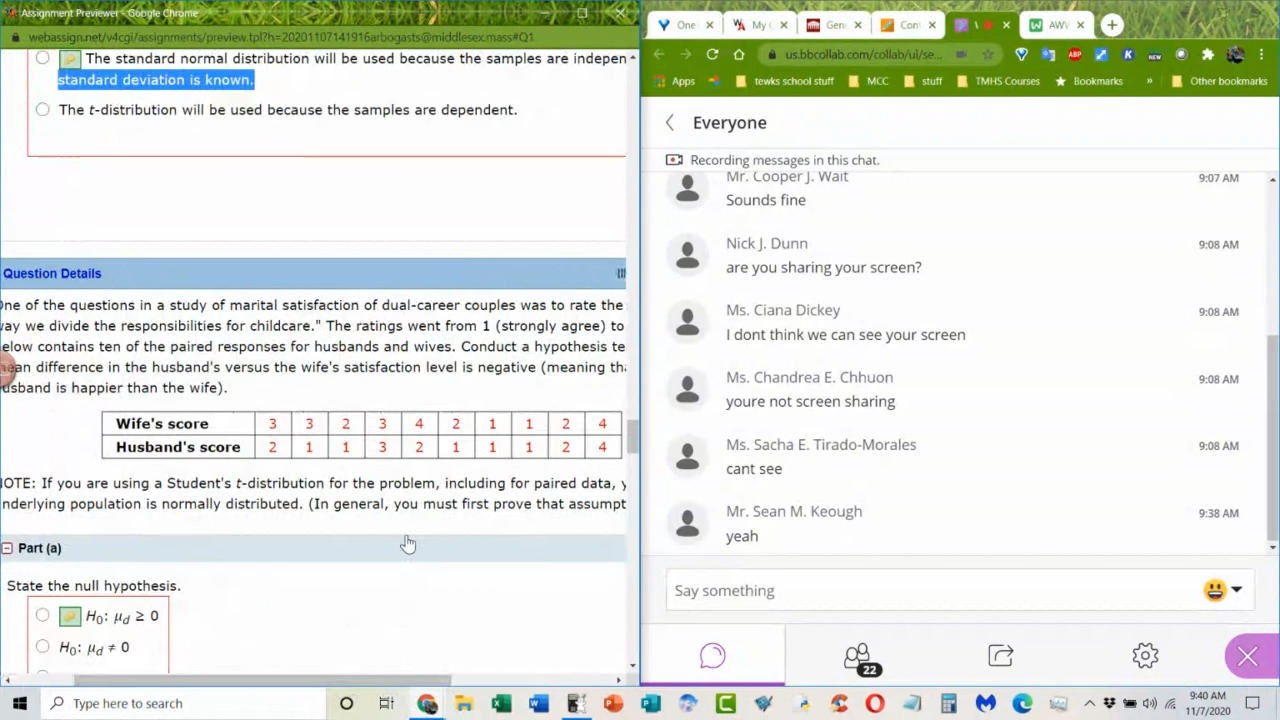 Assignment Previewer - Google Chrome
webassign.net/v4cgi/assignments/preview.tpl?h=20201107141916arbogasts@middlesex.mass#Q1
The standard normal distribution will be used because the samples are indepen
standard deviation is known.
The t-distribution will be used because the samples are dependent.
Question Details
One of the questions in a study of marital satisfaction of dual-career couples was to rate the
way we divide the responsibilities for childcare." The ratings went from 1 (strongly agree) to
below contains ten of the paired responses for husbands and wives. Conduct a hypothesis te
mean difference in the husband's versus the wife's satisfaction level is negative (meaning tha
usband is happier than the wife).
Wife's score 3 3 2 3 4 2 1 1 2 4
Husband's score 2 1 1 3 2 1 1 1 2 4
NOTE: If you are using a Student's t-distribution for the problem, including for paired data, y
nderlying population is normally distributed. (In general, you must first prove that assumpt
Part (a)
State the null hypothesis.
H0: μd ≥ 0
H0: μd ≠ 0
One
My
Gen
Con
AWV
us.bbcollab.com/collab/ui/se...
Apps tewks school stuff MCC stuff TMHS Courses Bookmarks » Other bookmarks
Everyone
Recording messages in this chat.
Mr. Cooper J. Wait 9:07 AM
Sounds fine
Nick J. Dunn 9:08 AM
are you sharing your screen?
Ms. Ciana Dickey 9:08 AM
I dont think we can see your screen
Ms. Chandrea E. Chhuon 9:08 AM
youre not screen sharing
Ms. Sacha E. Tirado-Morales 9:08 AM
cant see
Mr. Sean M. Keough 9:38 AM
yeah
Say something
22
Type here to search
9:40 AM
11/7/2020